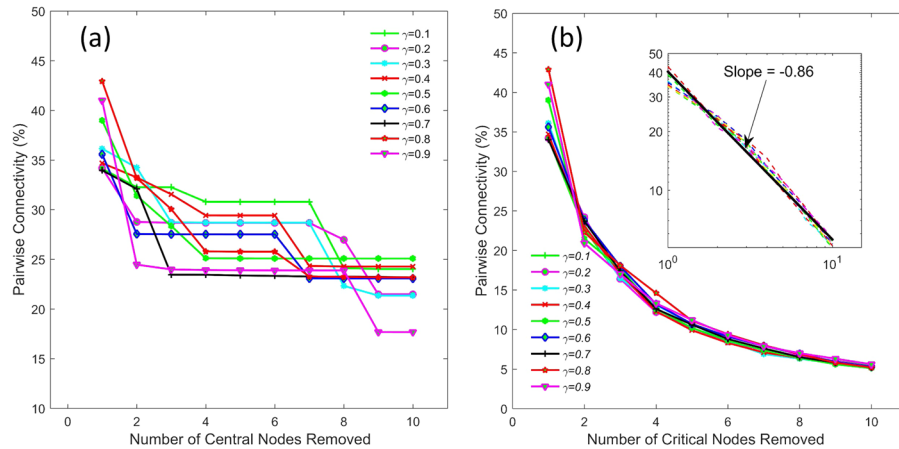 (a)
Pairwise Connectivity (%)
50
45
40
35
30
25
20
15
10
0 2 4 6 8 10
Number of Central Nodes Removed
γ=0.1
γ=0.2
γ=0.3
γ=0.4
γ=0.5
γ=0.6
γ=0.7
γ=0.8
γ=0.9
(b)
Pairwise Connectivity (%)
50
45
40
35
30
25
20
15
10
5
0
0 2 4 6 8 10
Number of Critical Nodes Removed
γ=0.1
γ=0.2
γ=0.3
γ=0.4
γ=0.5
γ=0.6
γ=0.7
γ=0.8
γ=0.9
Slope = -0.86
50
40
30
20
10
10⁰ 10¹